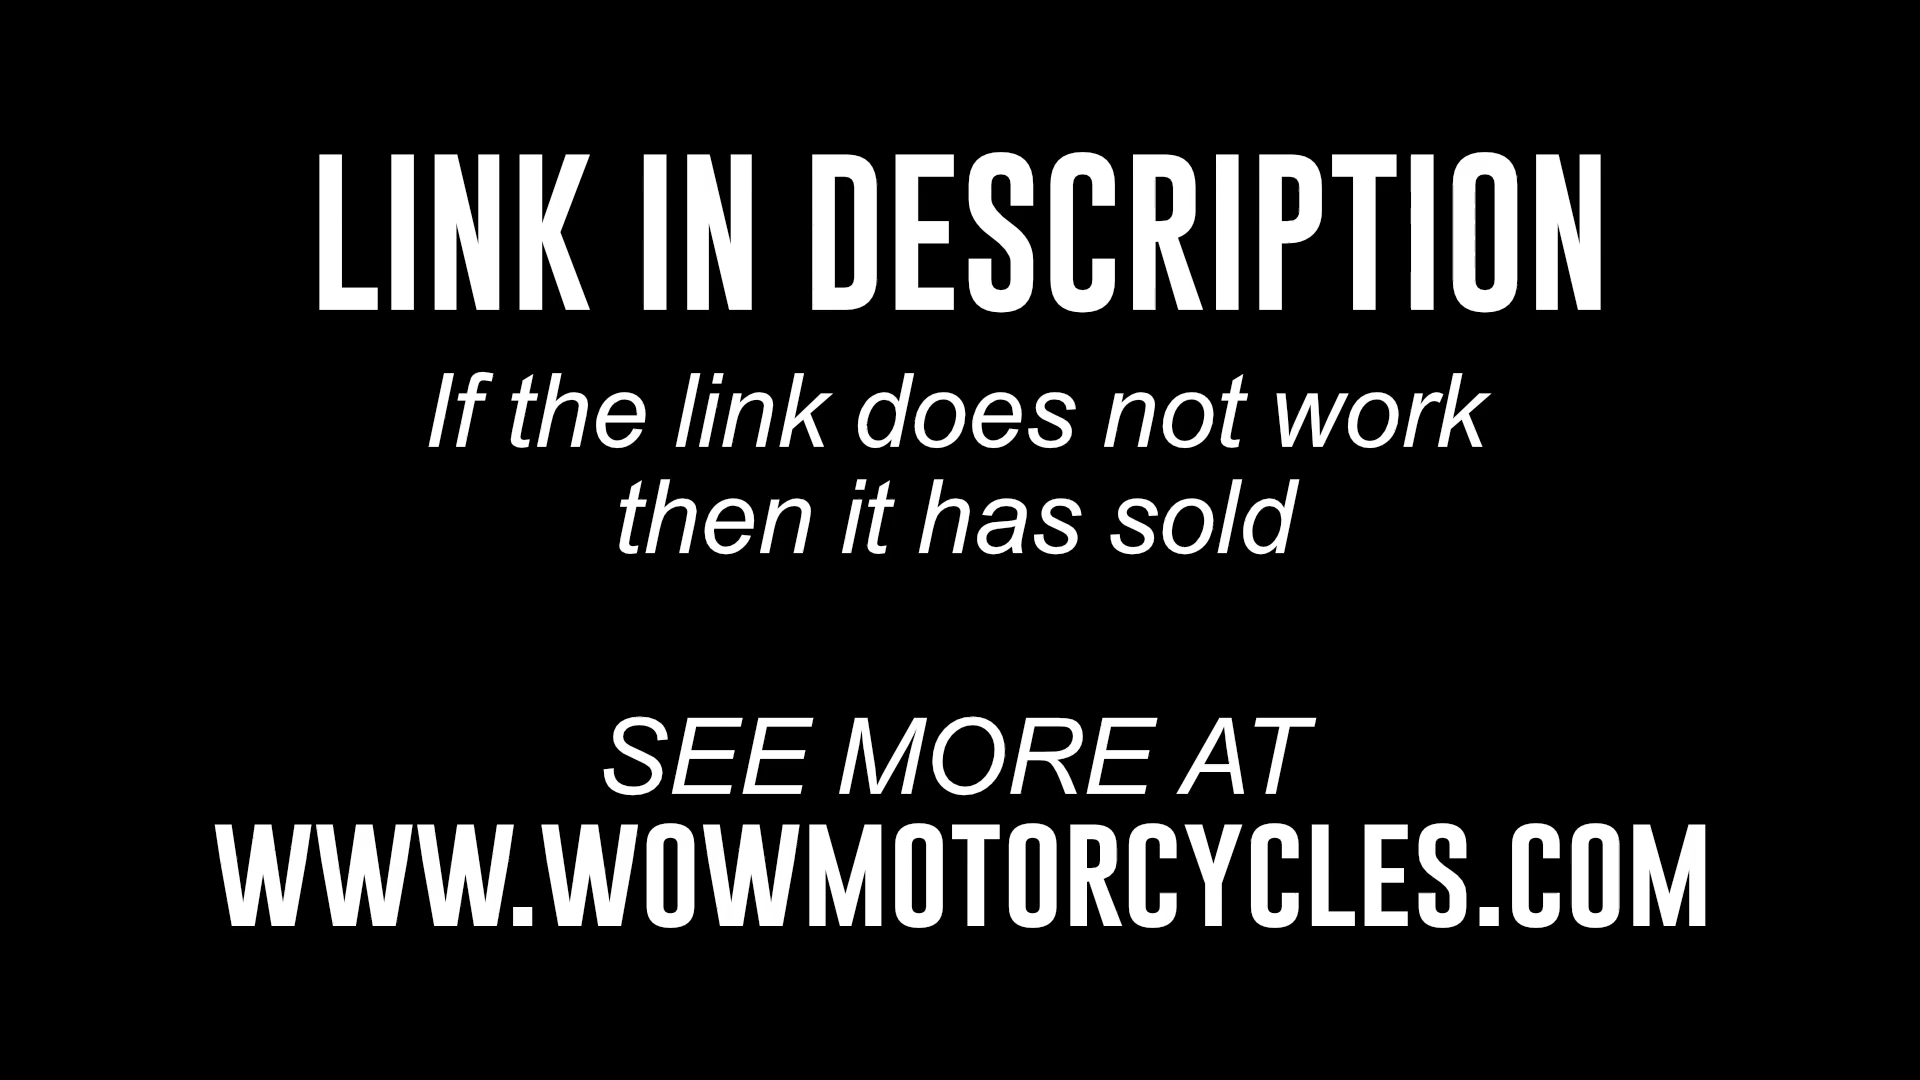 LINK IN DESCRIPTION
If the link does not work
then it has sold
SEE MORE AT
WWW.WOWMOTORCYCLES.COM